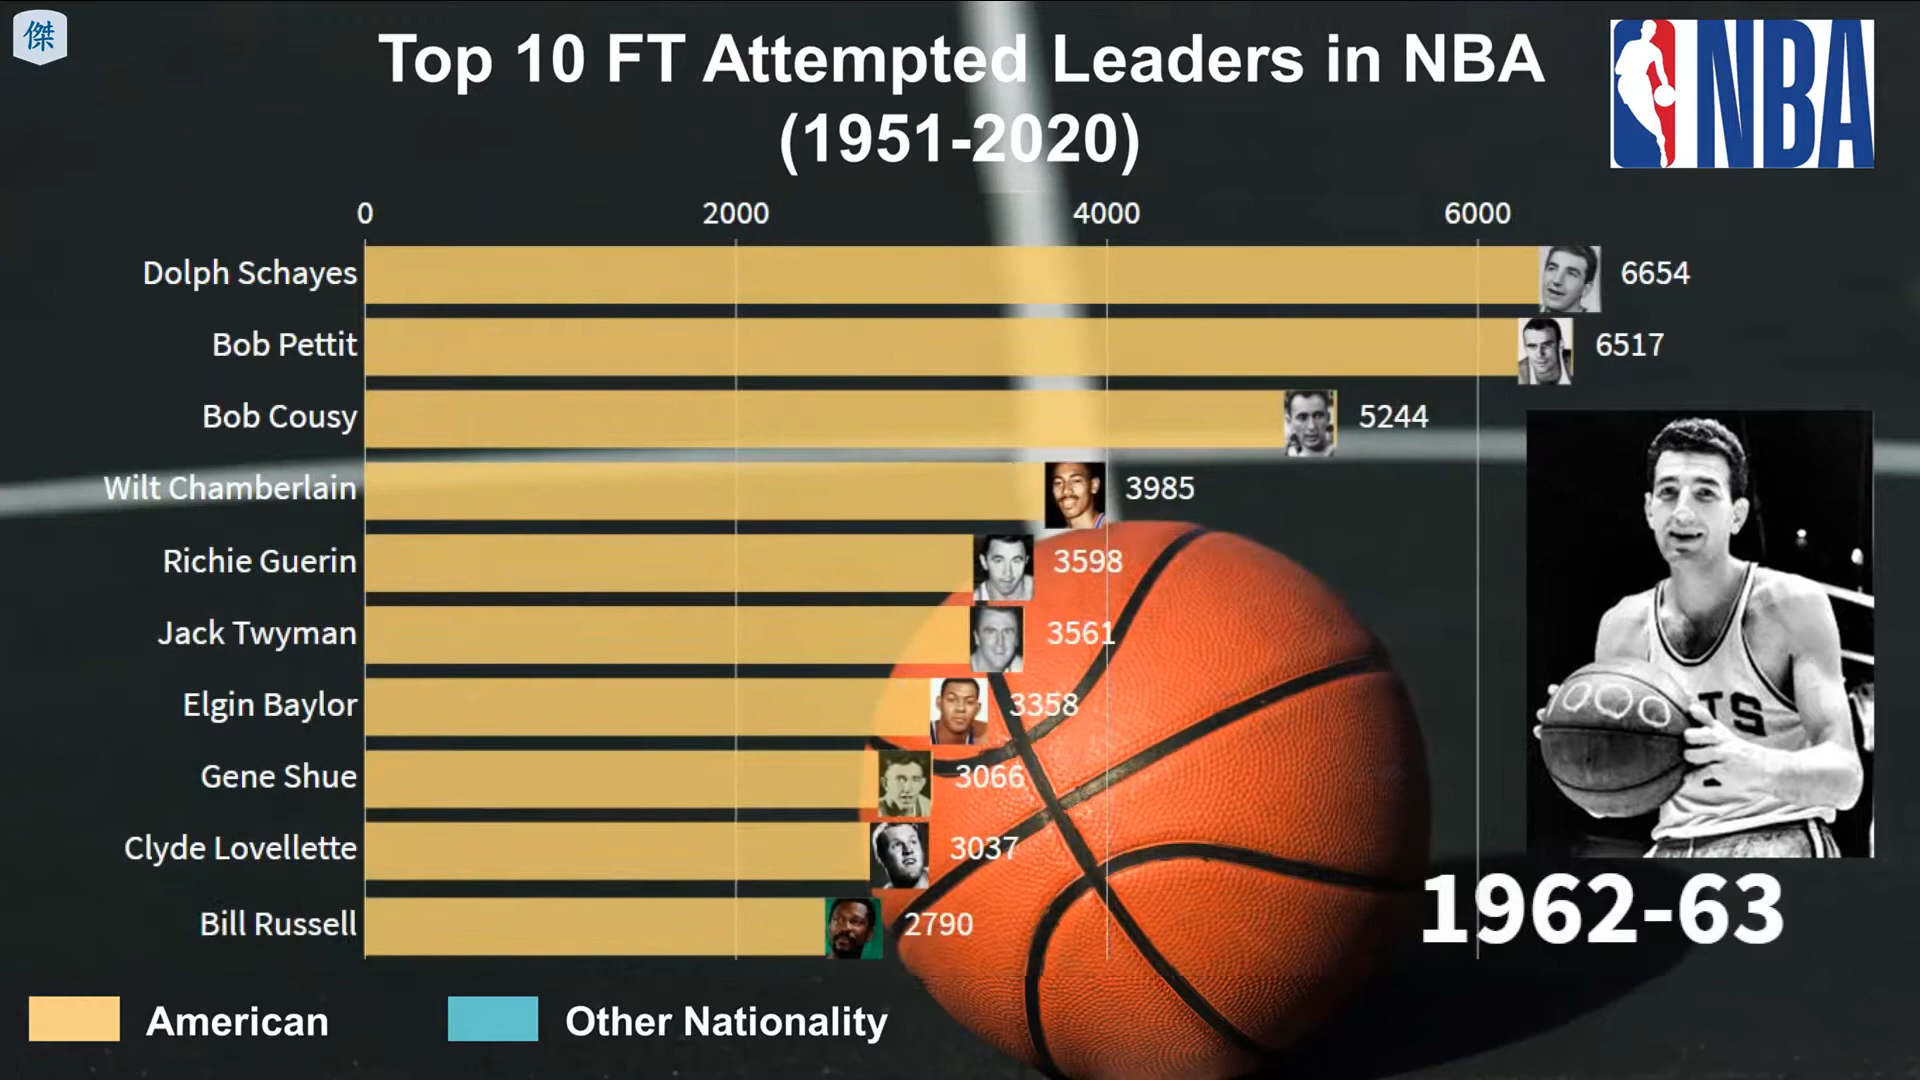 傑
Top 10 FT Attempted Leaders in NBA
(1951-2020)
NBA
0 2000 4000 6000
Dolph Schayes 6654
Bob Pettit 6517
Bob Cousy 5244
Wilt Chamberlain 3985
Richie Guerin 3598
Jack Twyman 3561
Elgin Baylor 3358
Gene Shue 3066
Clyde Lovellette 3037
Bill Russell 2790
1000
TS
1962-63
American Other Nationality